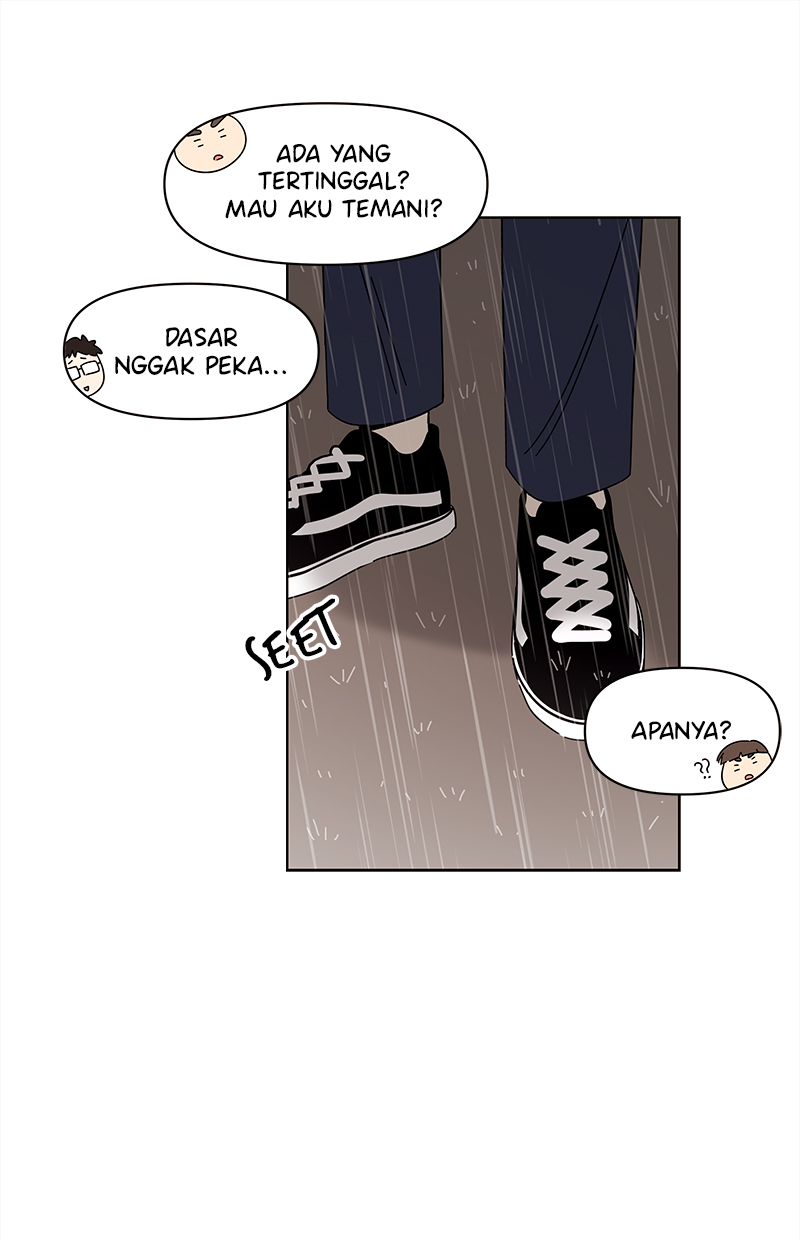 ADA YANG
TERTINGGAL?
MAU AKU TEMANI?
DASAR
NGGAK PEKA...
SEET
APANYA?
??